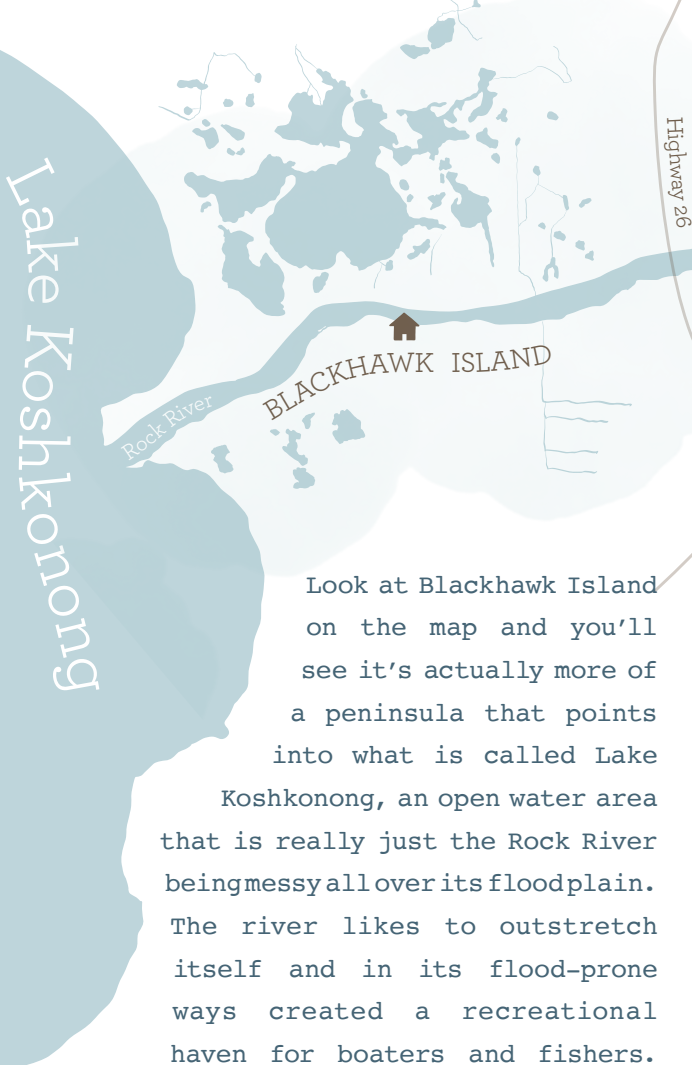 Highway 26
Lake Koshkonong
Rock River
BLACKHAWK ISLAND
Look at Blackhawk Island
on the map and you’ll
see it’s actually more of
a peninsula that points
into what is called Lake
Koshkonong, an open water area
that is really just the Rock River
being messy all over its flood plain.
The river likes to outstretch
itself and in its flood-prone
ways created a recreational
haven for boaters and fishers.